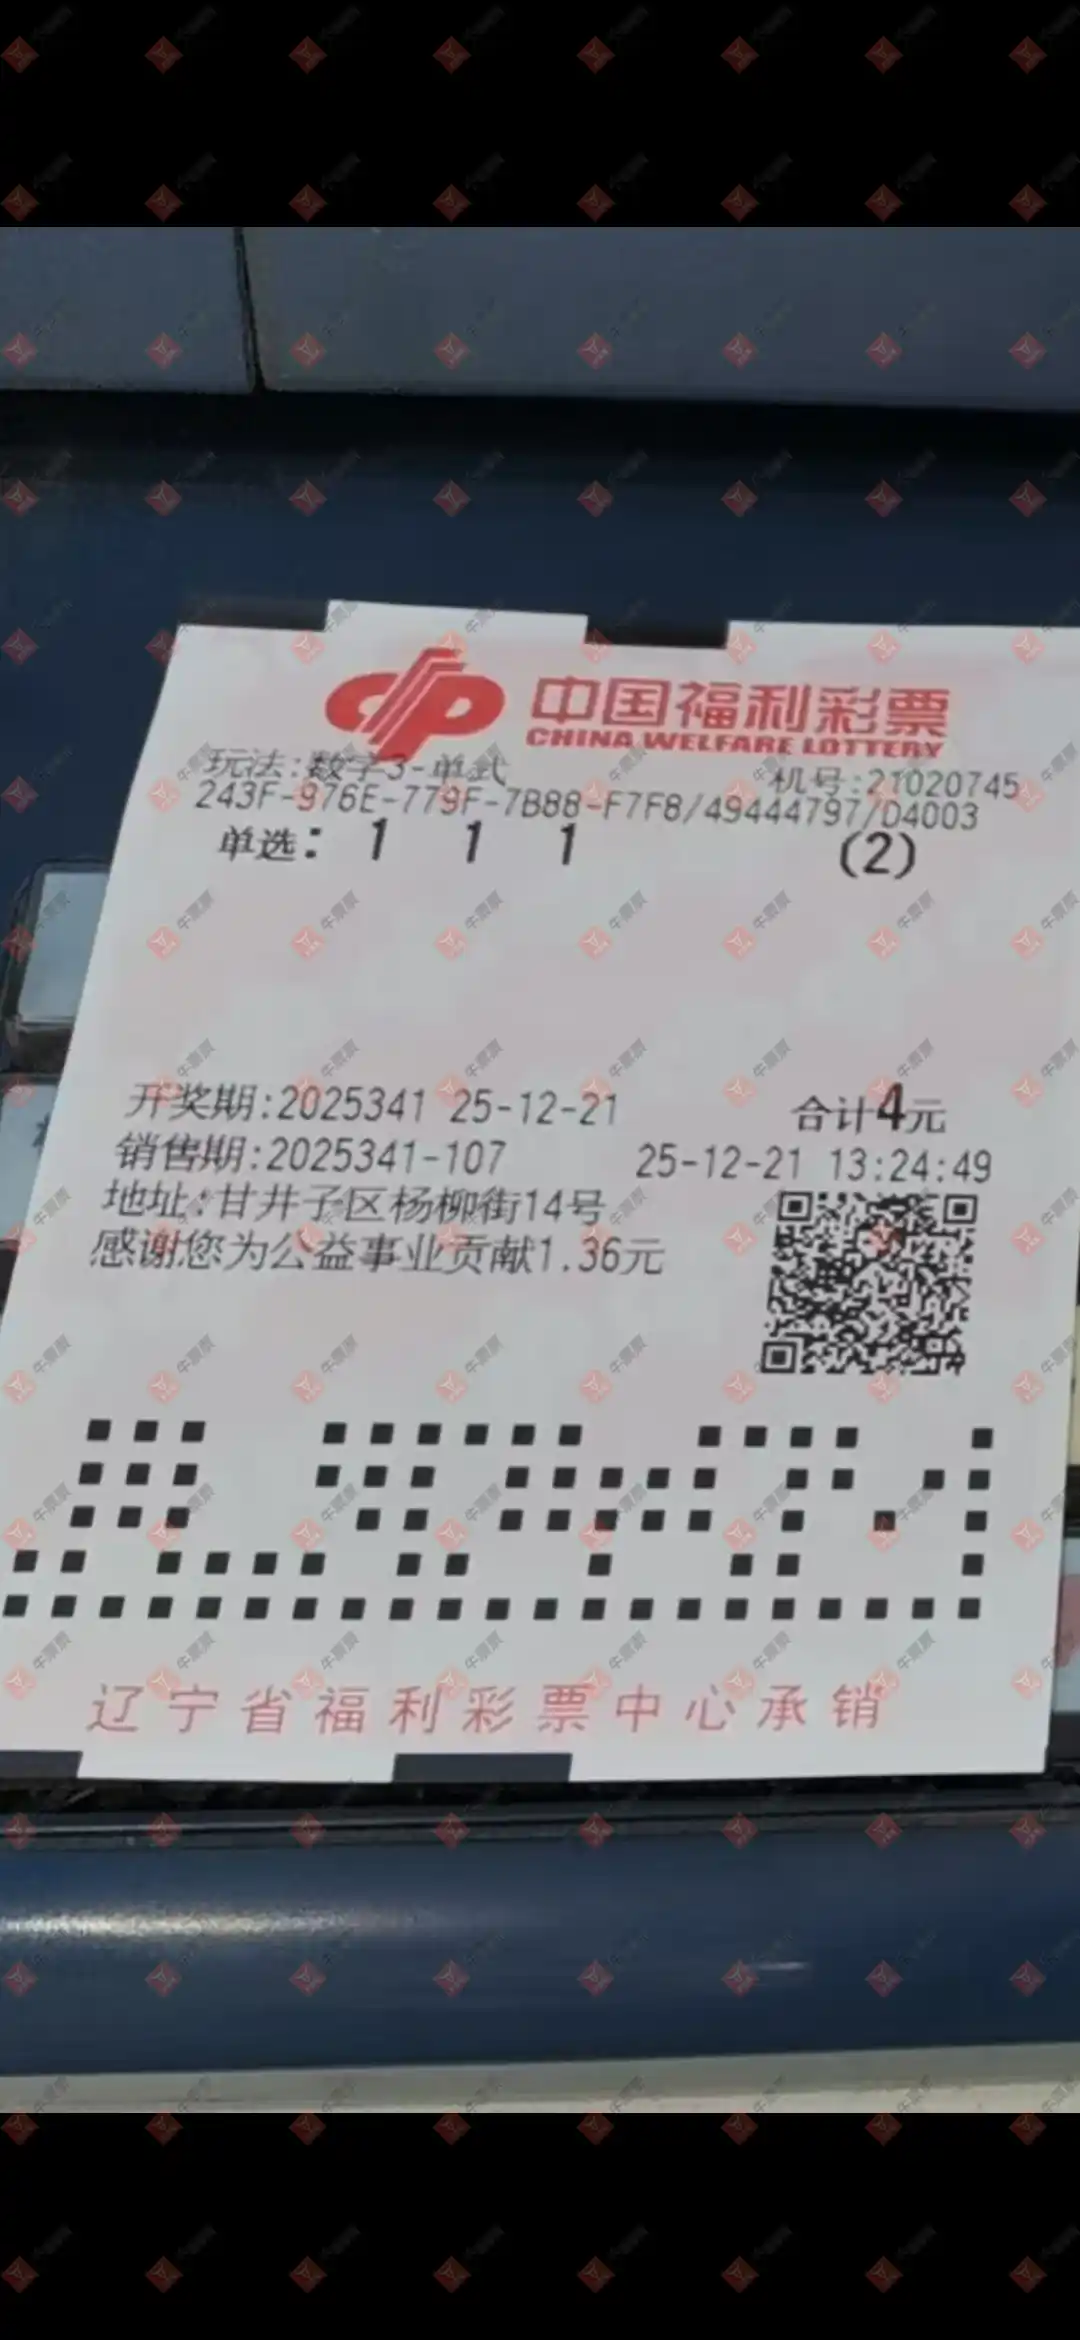 中国福利彩票
CHINA WELFARE LOTTERY
玩法:数字3-单式 机号:21020745
243F-976E-779F-7B88-F7F8/49444797/D4003
单选: 1 1 1 (2)
开奖期:2025341 25-12-21 合计4元
销售期:2025341-107 25-12-21 13:24:49
地址:甘井子区杨柳街14号
感谢您为公益事业贡献1.36元
辽宁省福利彩票中心承销
牛票票